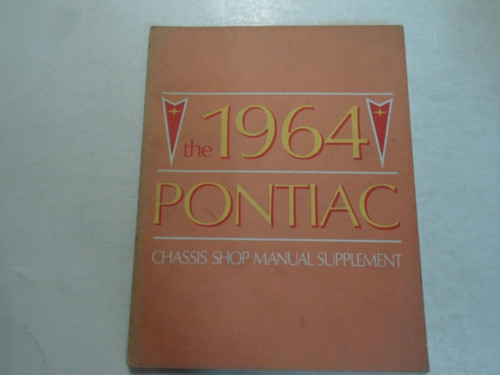 the 1964
PONTIAC
CHASSIS SHOP MANUAL SUPPLEMENT